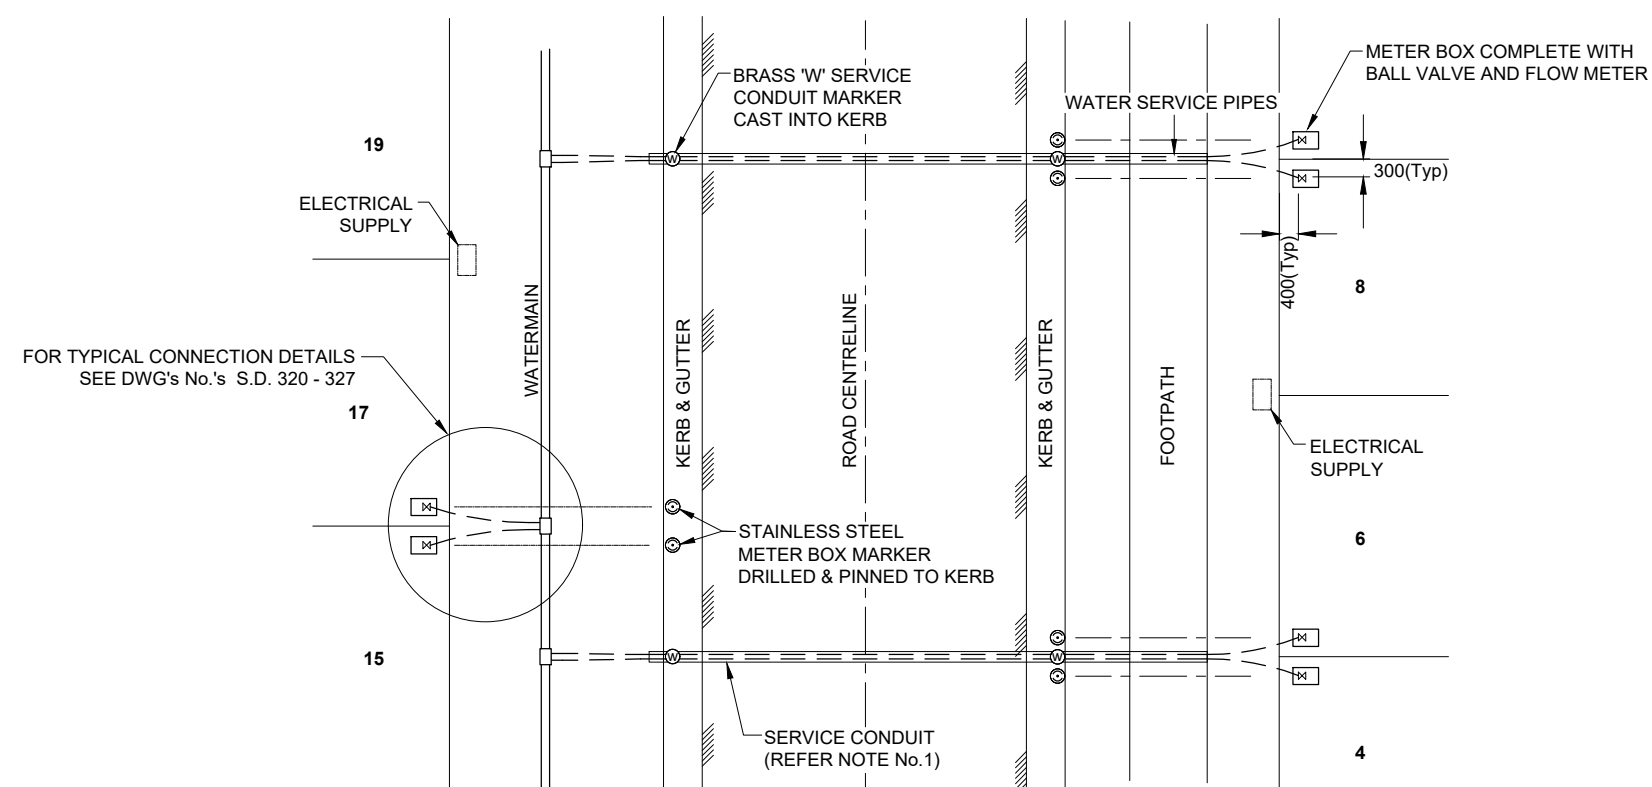 METER BOX COMPLETE WITH
BALL VALVE AND FLOW METER
BRASS 'W' SERVICE
CONDUIT MARKER
CAST INTO KERB
WATER SERVICE PIPES
19
W
W
300(Typ)
ELECTRICAL
SUPPLY
400(Typ)
8
WATERMAIN
KERB & GUTTER
ROAD CENTRELINE
KERB & GUTTER
FOOTPATH
FOR TYPICAL CONNECTION DETAILS
SEE DWG's No.'s S.D. 320 - 327
17
ELECTRICAL
SUPPLY
STAINLESS STEEL
METER BOX MARKER
DRILLED & PINNED TO KERB
6
15
W
W
SERVICE CONDUIT
(REFER NOTE No.1)
4